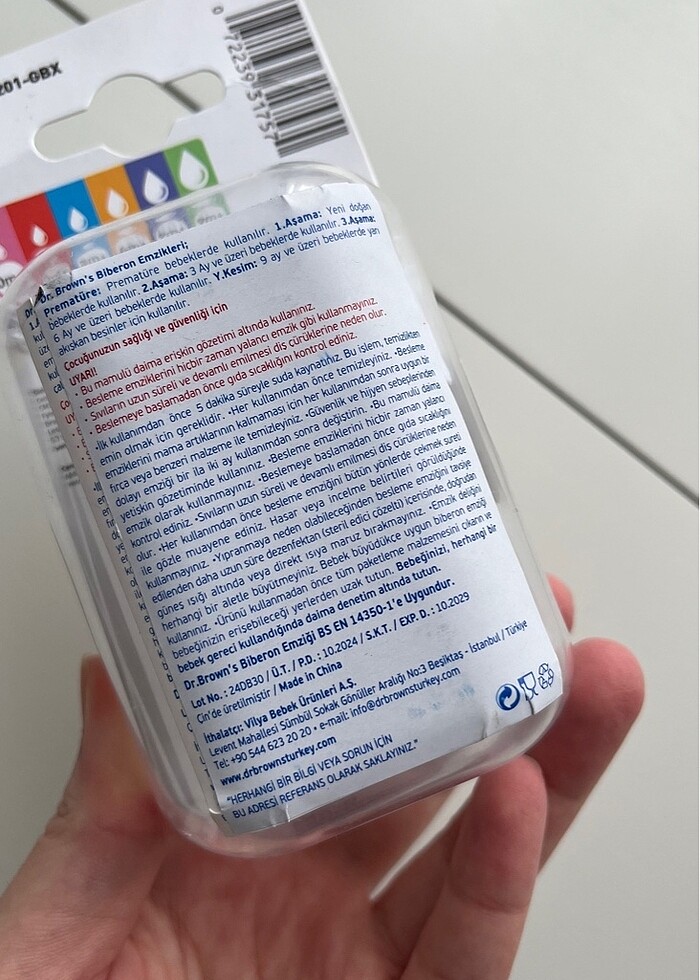 201-GBX
0 72239 31757
Dr. Brown's Biberon Emzikleri;
Prematüre: Prematüre bebeklerde kullanılır. 1.Aşama: Yeni doğan
bebeklerde kullanılır. 2.Aşama: 3 Ay ve üzeri bebeklerde kullanılır. 3.Aşama:
6 Ay ve üzeri bebeklerde kullanılır. Y.Kesim: 9 ay ve üzeri bebeklerde yarı
akışkan besinler için kullanılır.
Çocuğunuzun sağlığı ve güvenliği için
UYARI!
• Bu mamulü daima erişkin gözetimi altında kullanınız.
• Besleme emziklerini hiçbir zaman yalancı emzik gibi kullanmayınız.
• Sıvıların uzun süreli ve devamlı emilmesi diş çürüklerine neden olur.
• Beslemeye başlamadan önce gıda sıcaklığını kontrol ediniz.
•İlk kullanımdan önce 5 dakika süreyle suda kaynatınız. Bu işlem, temizlikten
emin olmak için gereklidir. •Her kullanımdan önce temizleyiniz. •Besleme
emziklerini mama artıklarının kalmaması için her kullanımdan sonra uygun bir
fırça veya benzeri malzeme ile temizleyiniz. •Güvenlik ve hijyen sebeplerinden
dolayı emziği bir ila iki ay kullanımdan sonra değiştirin. •Bu mamulü daima
yetişkin gözetiminde kullanınız. •Besleme emziklerini hiçbir zaman yalancı
emzik olarak kullanmayınız. •Beslemeye başlamadan önce gıda sıcaklığını
kontrol ediniz. •Sıvıların uzun süreli ve devamlı emilmesi diş çürüklerine neden
olur. •Her kullanımdan önce besleme emziğini bütün yönlerde çekmek sureti
ile gözle muayene ediniz. Hasar veya incelme belirtileri görüldüğünde
kullanmayınız. •Yıpranmaya neden olabileceğinden besleme emziğini tavsiye
edilenden daha uzun süre dezenfektan (steril edici çözelti) içerisinde, doğrudan
güneş ışığı altında veya direkt ısıya maruz bırakmayınız. •Emzik deliğini
herhangi bir aletle büyütmeyiniz. Bebek büyüdükçe uygun biberon emziği
kullanınız. •Ürünü kullanmadan önce tüm paketleme malzemesini çıkarın ve
bebeğinizin erişebileceği yerlerden uzak tutun. Bebeğinizi, herhangi bir
bebek gereci kullandığında daima denetim altında tutun.
Dr.Brown's Biberon Emziği BS EN 14350-1'e Uygundur.
Lot No. : 24DB30 / Ü.T. / P.D. : 10.2024 / S.K.T. / EXP. D. : 10.2029
Çin'de üretilmiştir / Made in China
İthalatçı: Vilya Bebek Ürünleri A.Ş.
Levent Mahallesi Sümbül Sokak Gönüller Aralığı No:3 Beşiktaş - İstanbul / Türkiye
Tel: +90 544 623 20 20 • e-mail: info@drbrownsturkey.com
www.drbrownsturkey.com
"HERHANGİ BİR BİLGİ VEYA SORUN İÇİN
BU ADRESİ REFERANS OLARAK SAKLAYINIZ."